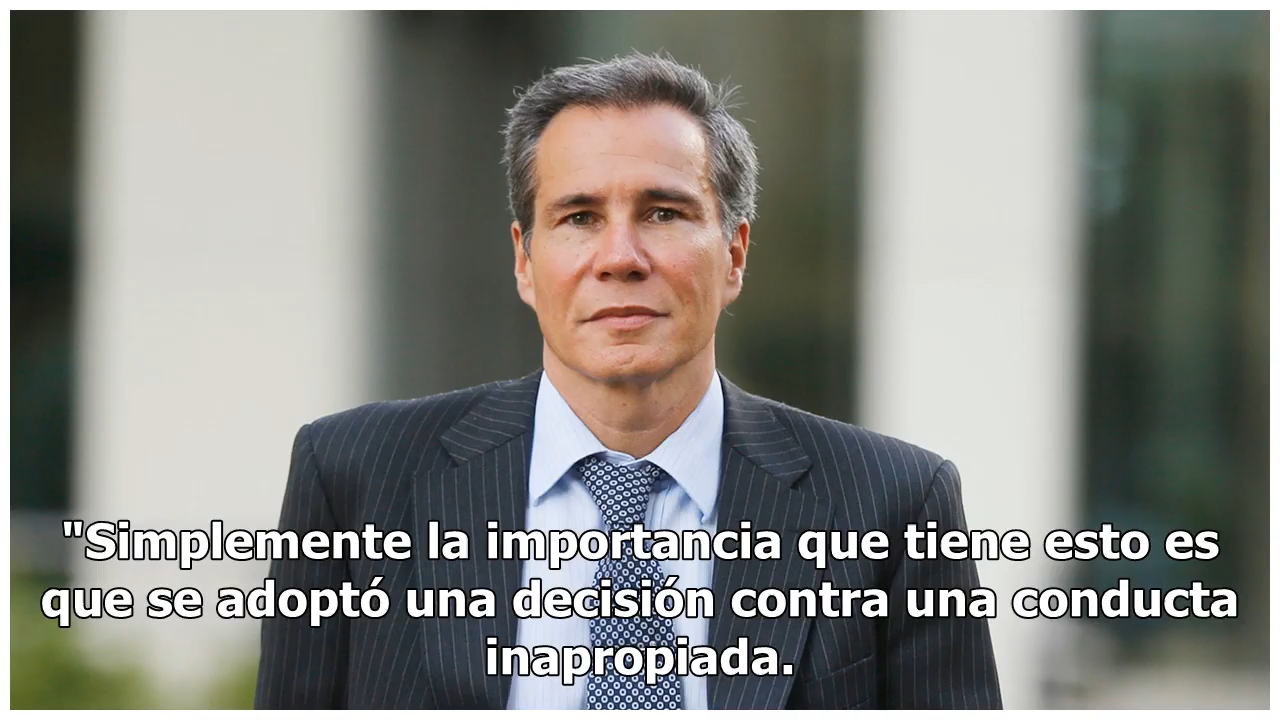 "Simplemente la importancia que tiene esto es
que se adoptó una decisión contra una conducta
inapropiada.